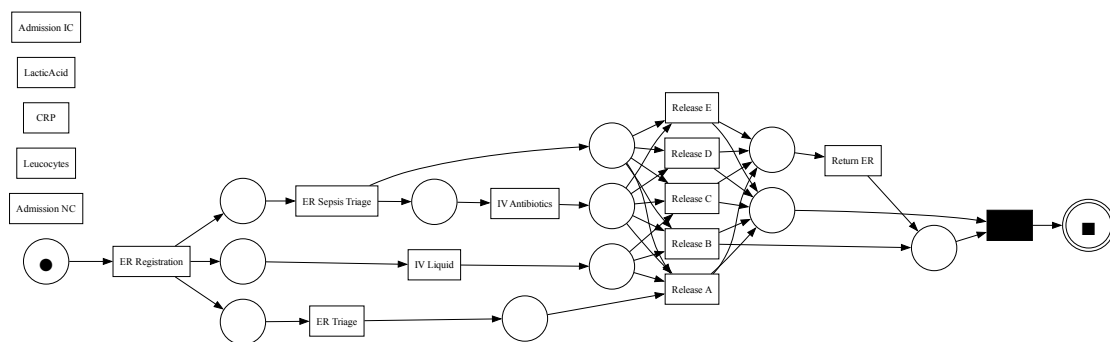 Admission IC
LacticAcid
CRP
Leucocytes
Admission NC
ER Registration
ER Sepsis Triage
IV Liquid
ER Triage
IV Antibiotics
Release E
Release D
Release C
Release B
Release A
Return ER